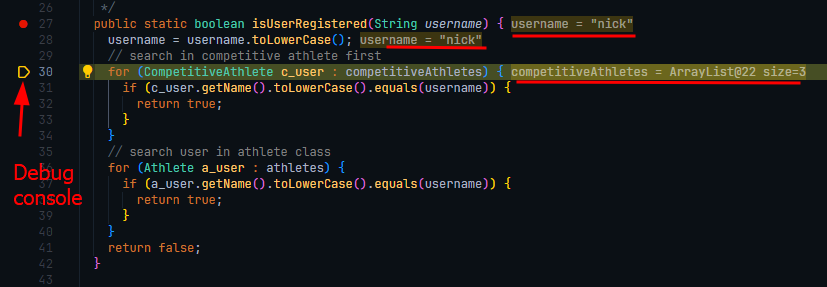 26 */
27 public static boolean isUserRegistered(String username) { username = "nick"
28 username = username.toLowerCase(); username = "nick"
29 // search in competitive athlete first
30 for (CompetitiveAthlete c_user : competitiveAthletes) { competitiveAthletes = ArrayList@22 size=3
31 if (c_user.getName().toLowerCase().equals(username)) {
32 return true;
33 }
34 }
35 // search user in athlete class
36 for (Athlete a_user : athletes) {
37 if (a_user.getName().toLowerCase().equals(username)) {
38 return true;
39 }
40 }
41 return false;
42 }
43
Debug
console